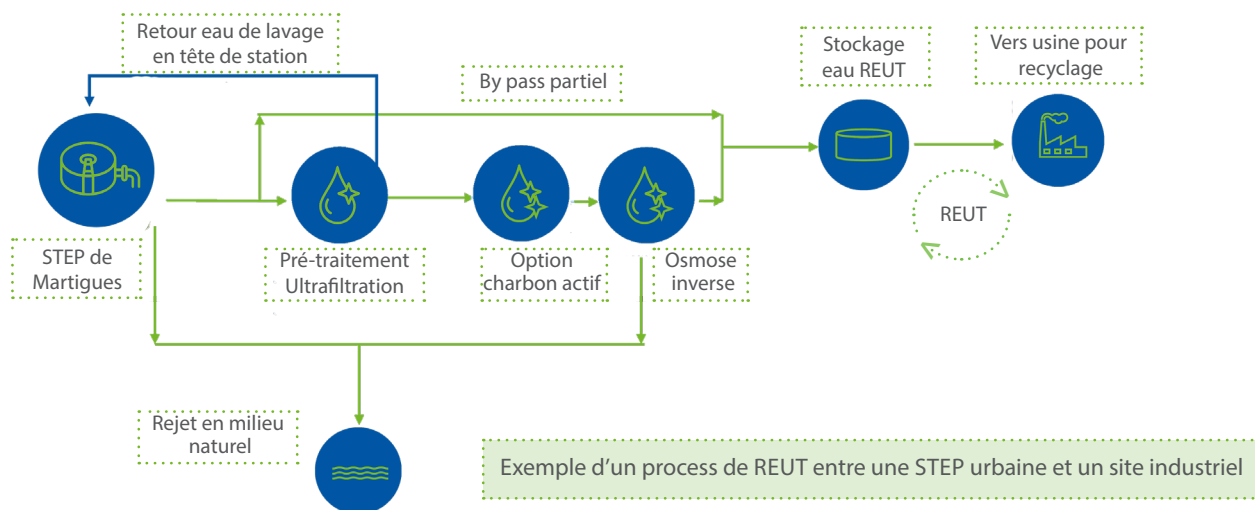 Retour eau de lavage
en tête de station
By pass partiel
Stockage
eau REUT
Vers usine pour
recyclage
REUT
STEP de
Martigues
Pré-traitement
Ultrafiltration
Option
charbon actif
Osmose
inverse
Rejet en milieu
naturel
Exemple d'un process de REUT entre une STEP urbaine et un site industriel